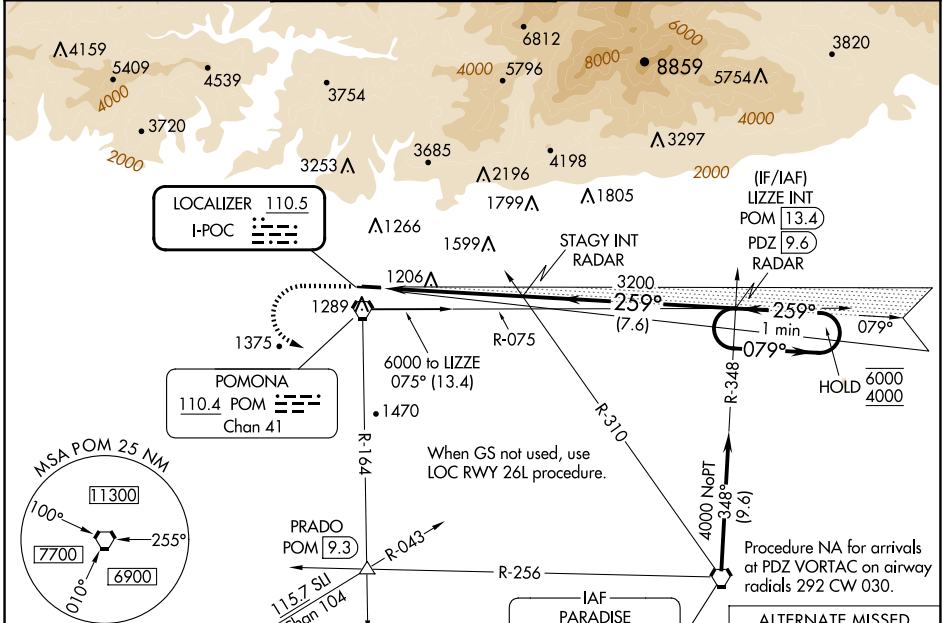 6812
6000
3820
4159
5409
4000
4539
4000
5796
8000
8859
5754
3754
4000
3720
3297
2000
3685
4198
3253
2196
2000
1799
1805
(IF/IAF)
LIZZE INT
POM 13.4
PDZ 9.6
RADAR
LOCALIZER 110.5
I-POC
1266
1599
STAGY INT
RADAR
1206
3200
1289
259°
(7.6)
259°
1 min
079°
079°
R-075
1375
6000 to LIZZE
075° (13.4)
R-348
HOLD 6000
4000
POMONA
110.4 POM
Chan 41
1470
R-310
R-164
When GS not used, use
LOC RWY 26L procedure.
4000 NoPT
348°
(9.6)
MSA POM 25 NM
11300
100°
255°
7700
6900
010°
PRADO
POM 9.3
R-043
R-256
Procedure NA for arrivals
at PDZ VORTAC on airway
radials 292 CW 030.
115.7 SLI
Chan 104
IAF
PARADISE
ALTERNATE MISSED